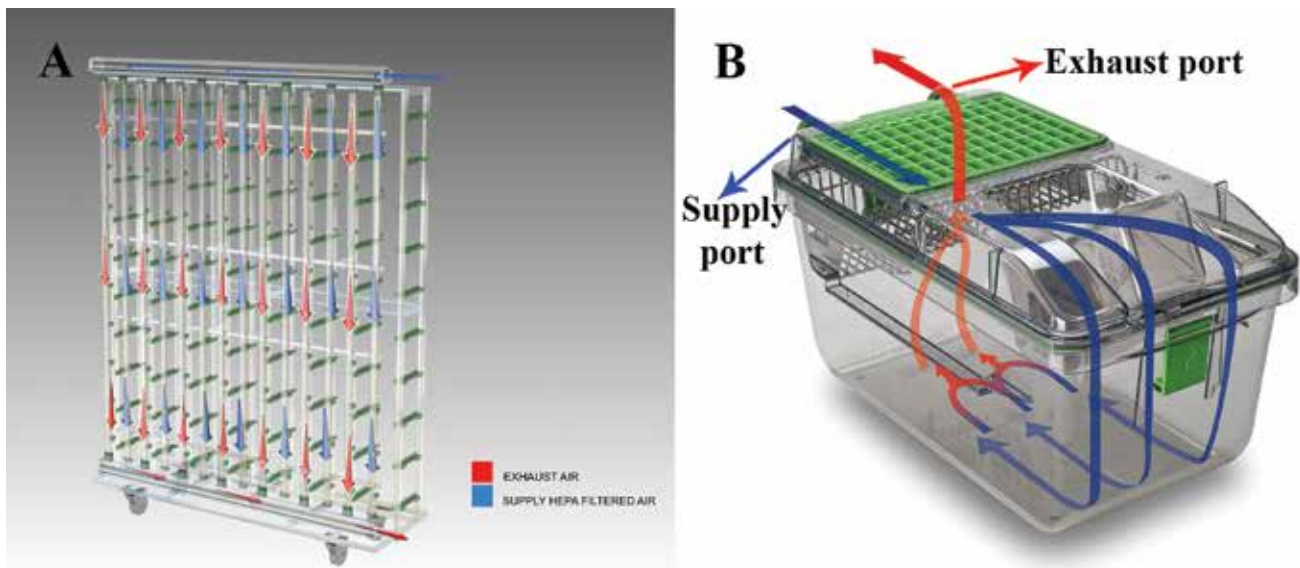 A
EXHAUST AIR
SUPPLY HEPA FILTERED AIR
B
Exhaust port
Supply
port